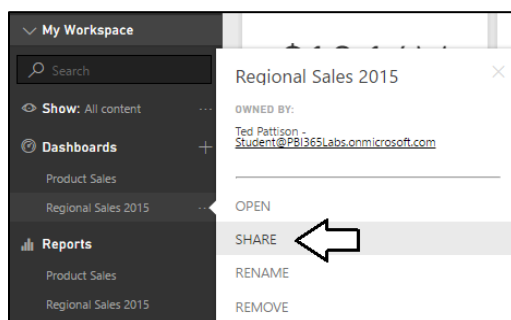 My Workspace
Search
Show: All content
Dashboards
Product Sales
Regional Sales 2015
Reports
Product Sales
Regional Sales 2015
Regional Sales 2015
OWNED BY:
Ted Pattison -
Student@PBI365Labs.onmicrosoft.com
OPEN
SHARE
RENAME
REMOVE